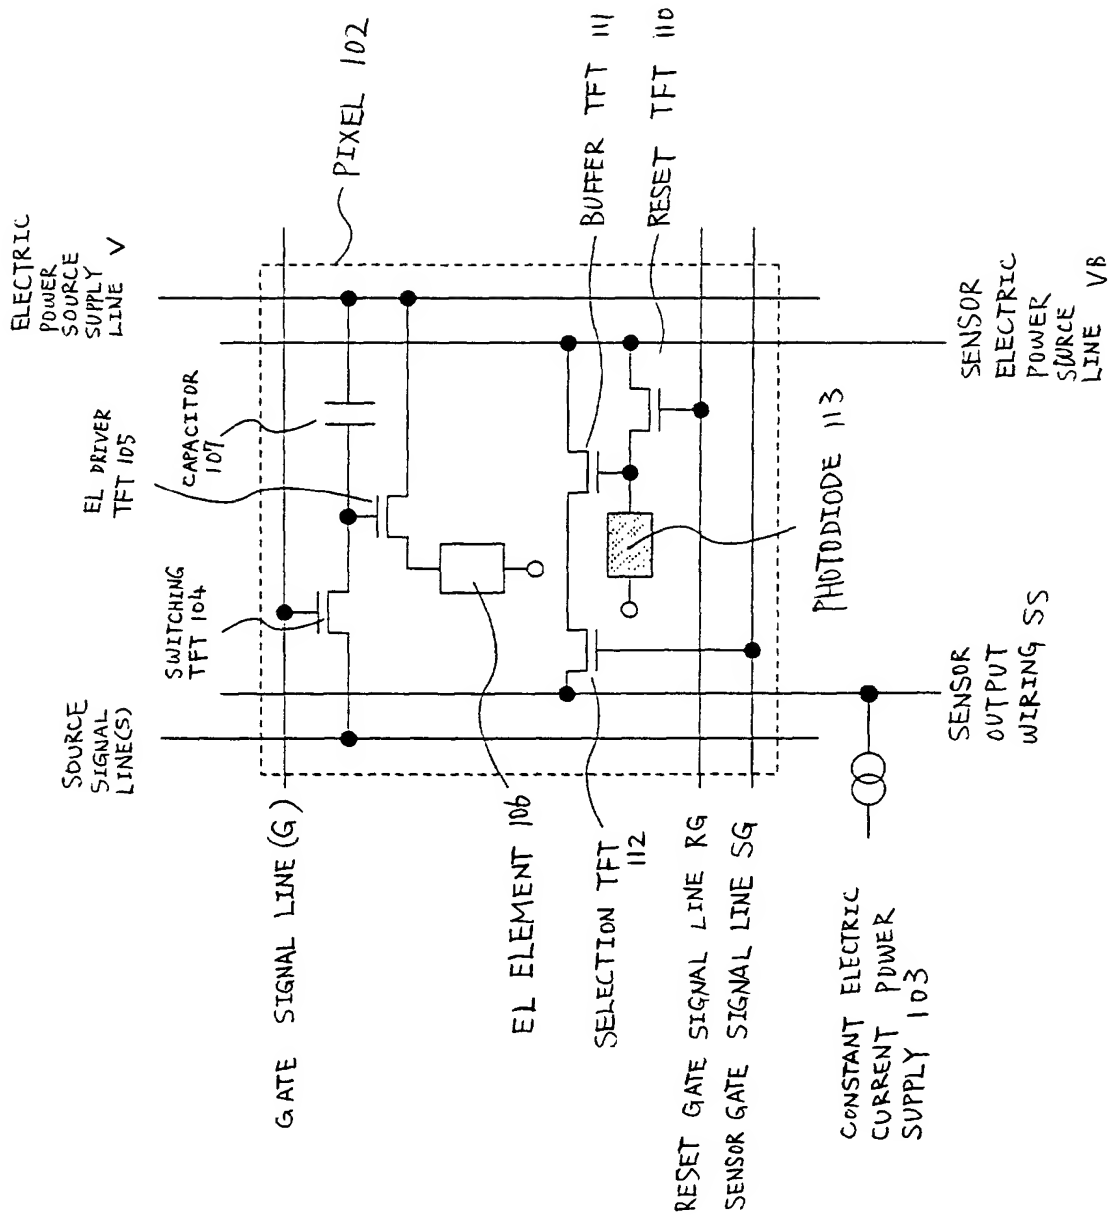 ELECTRIC
POWER
SOURCE
SUPPLY
LINE V
PIXEL 102
EL DRIVER
TFT 105
CAPACITOR
107
SWITCHING
TFT 104
SOURCE
SIGNAL
LINE(S)
GATE SIGNAL LINE (G)
BUFFER TFT 111
RESET TFT 110
EL ELEMENT 106
SELECTION TFT
112
RESET GATE SIGNAL LINE RG
SENSOR GATE SIGNAL LINE SG
PHOTODIODE 113
SENSOR
ELECTRIC
POWER
SOURCE
LINE VB
SENSOR
OUTPUT
WIRING SS
CONSTANT ELECTRIC
CURRENT POWER
SUPPLY 103